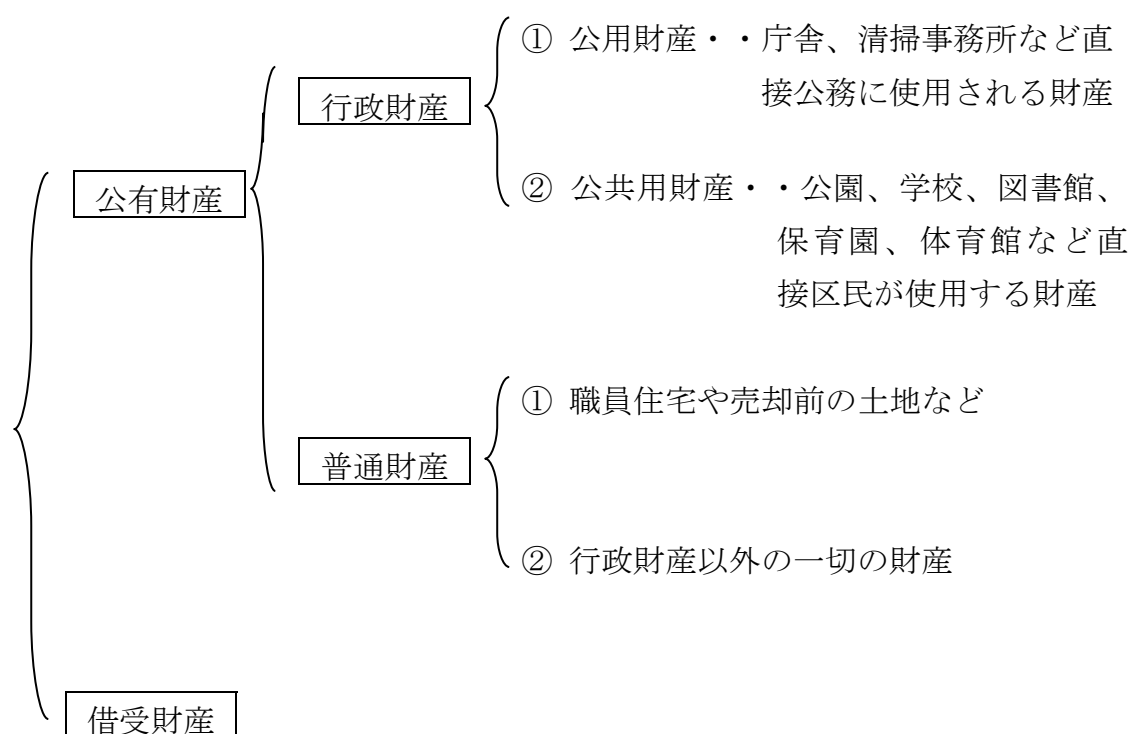 ① 公用財産・・庁舎、清掃事務所など直
接公務に使用される財産
行政財産
② 公共用財産・・公園、学校、図書館、
保育園、体育館など直
接区民が使用する財産
公有財産
① 職員住宅や売却前の土地など
普通財産
② 行政財産以外の一切の財産
借受財産